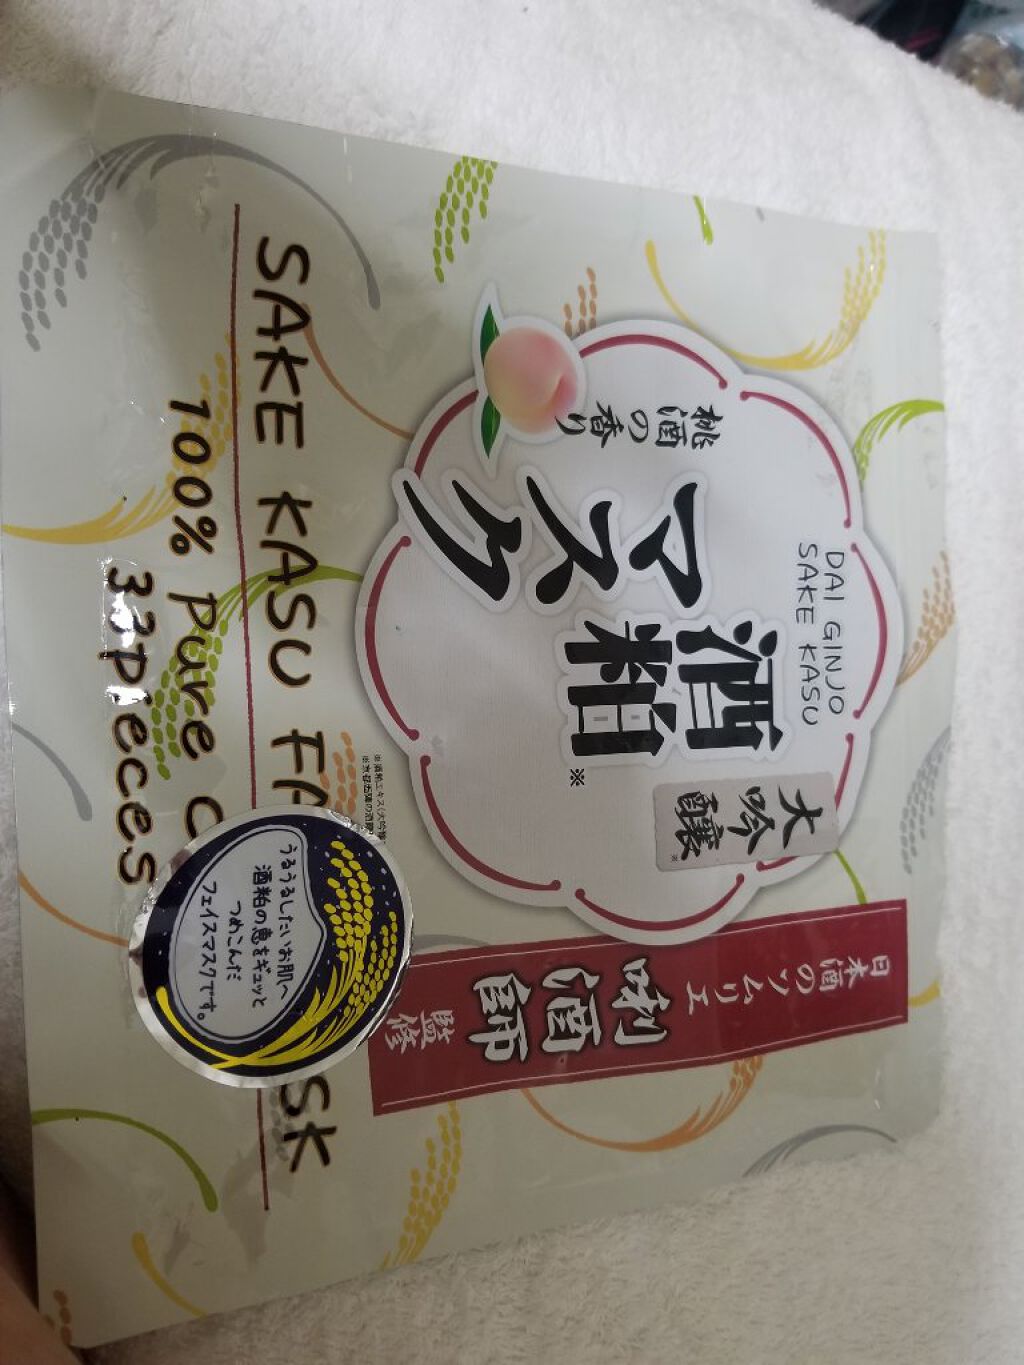 日本酒のソムリエ
唎酒師
監修
DAI GINJO
SAKE KASU
大吟醸※
酒粕※
マスク
桃酒の香り
SAKE KASU FA SK
100% Pure C
33Pieces
うるうるしたいお肌へ
酒粕の恵をギュッと
つめこんだ
フェイスマスクです。